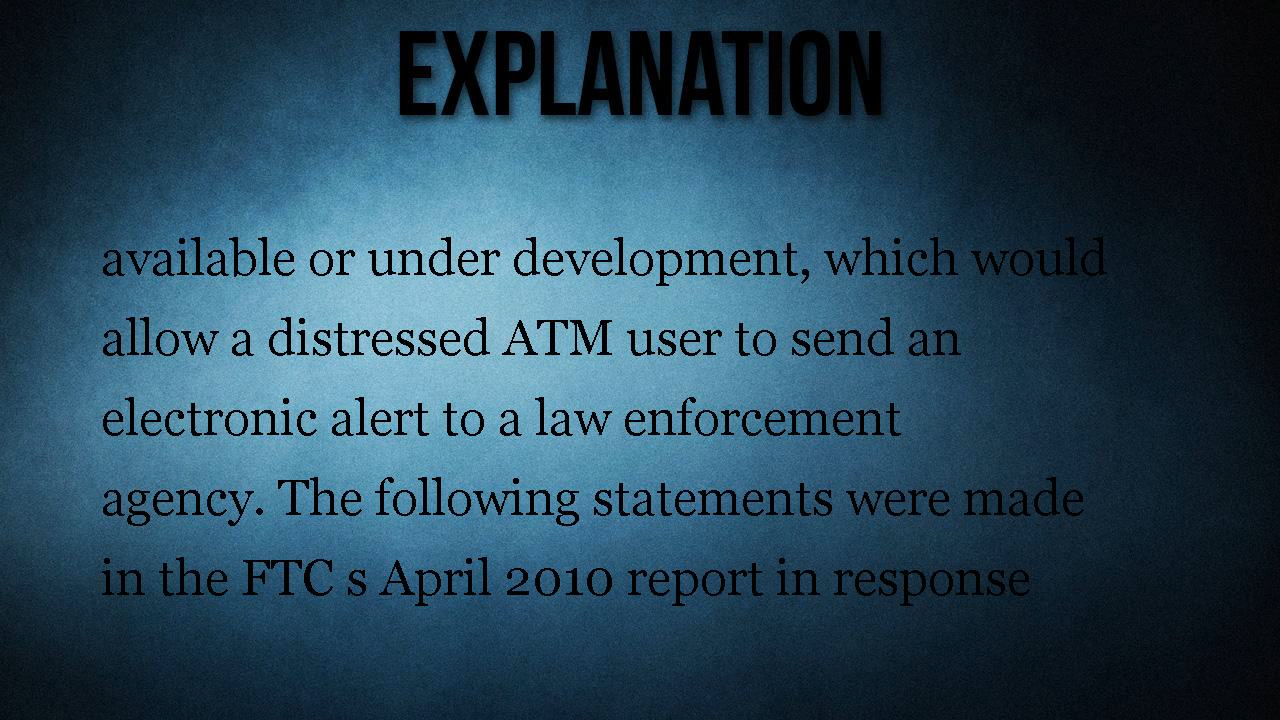 EXPLANATION
available or under development, which would
allow a distressed ATM user to send an
electronic alert to a law enforcement
agency. The following statements were made
in the FTC s April 2010 report in response